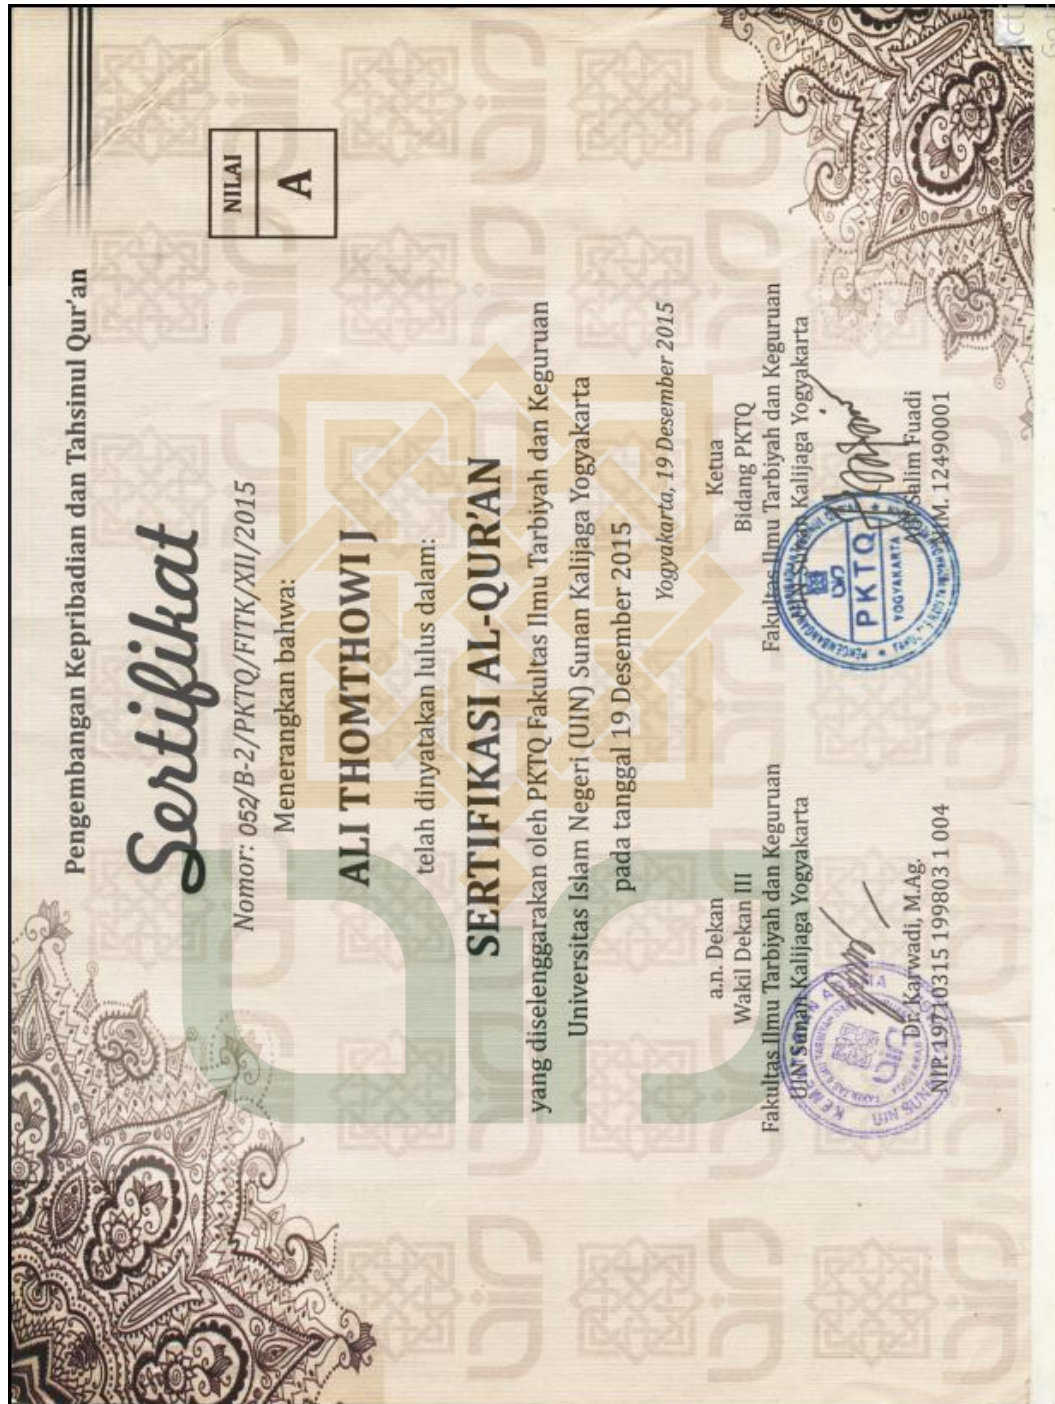 Pengembangan Kepribadian dan Tahsinul Qur'an
Sertifikat
NILAI
A
Nomor: 052/B-2/PKTQ/FITK/XII/2015
Menerangkan bahwa:
ALI THOMTHOWI J
telah dinyatakan lulus dalam:
SERTIFIKASI AL-QUR'AN
yang diselenggarakan oleh PKTQ Fakultas Ilmu Tarbiyah dan Keguruan
Universitas Islam Negeri (UIN) Sunan Kalijaga Yogyakarta
pada tanggal 19 Desember 2015
Yogyakarta, 19 Desember 2015
a.n. Dekan
Wakil Dekan III
Fakultas Ilmu Tarbiyah dan Keguruan
UIN Sunan Kalijaga Yogyakarta
Dr. Karwadi, M.Ag.
NIP. 19710315 199803 1 004
Ketua
Bidang PKTQ
Fakultas Ilmu Tarbiyah dan Keguruan
UIN Sunan Kalijaga Yogyakarta
Salim Fuadi
NIM. 12490001
PKTQ
YOGYAKARTA